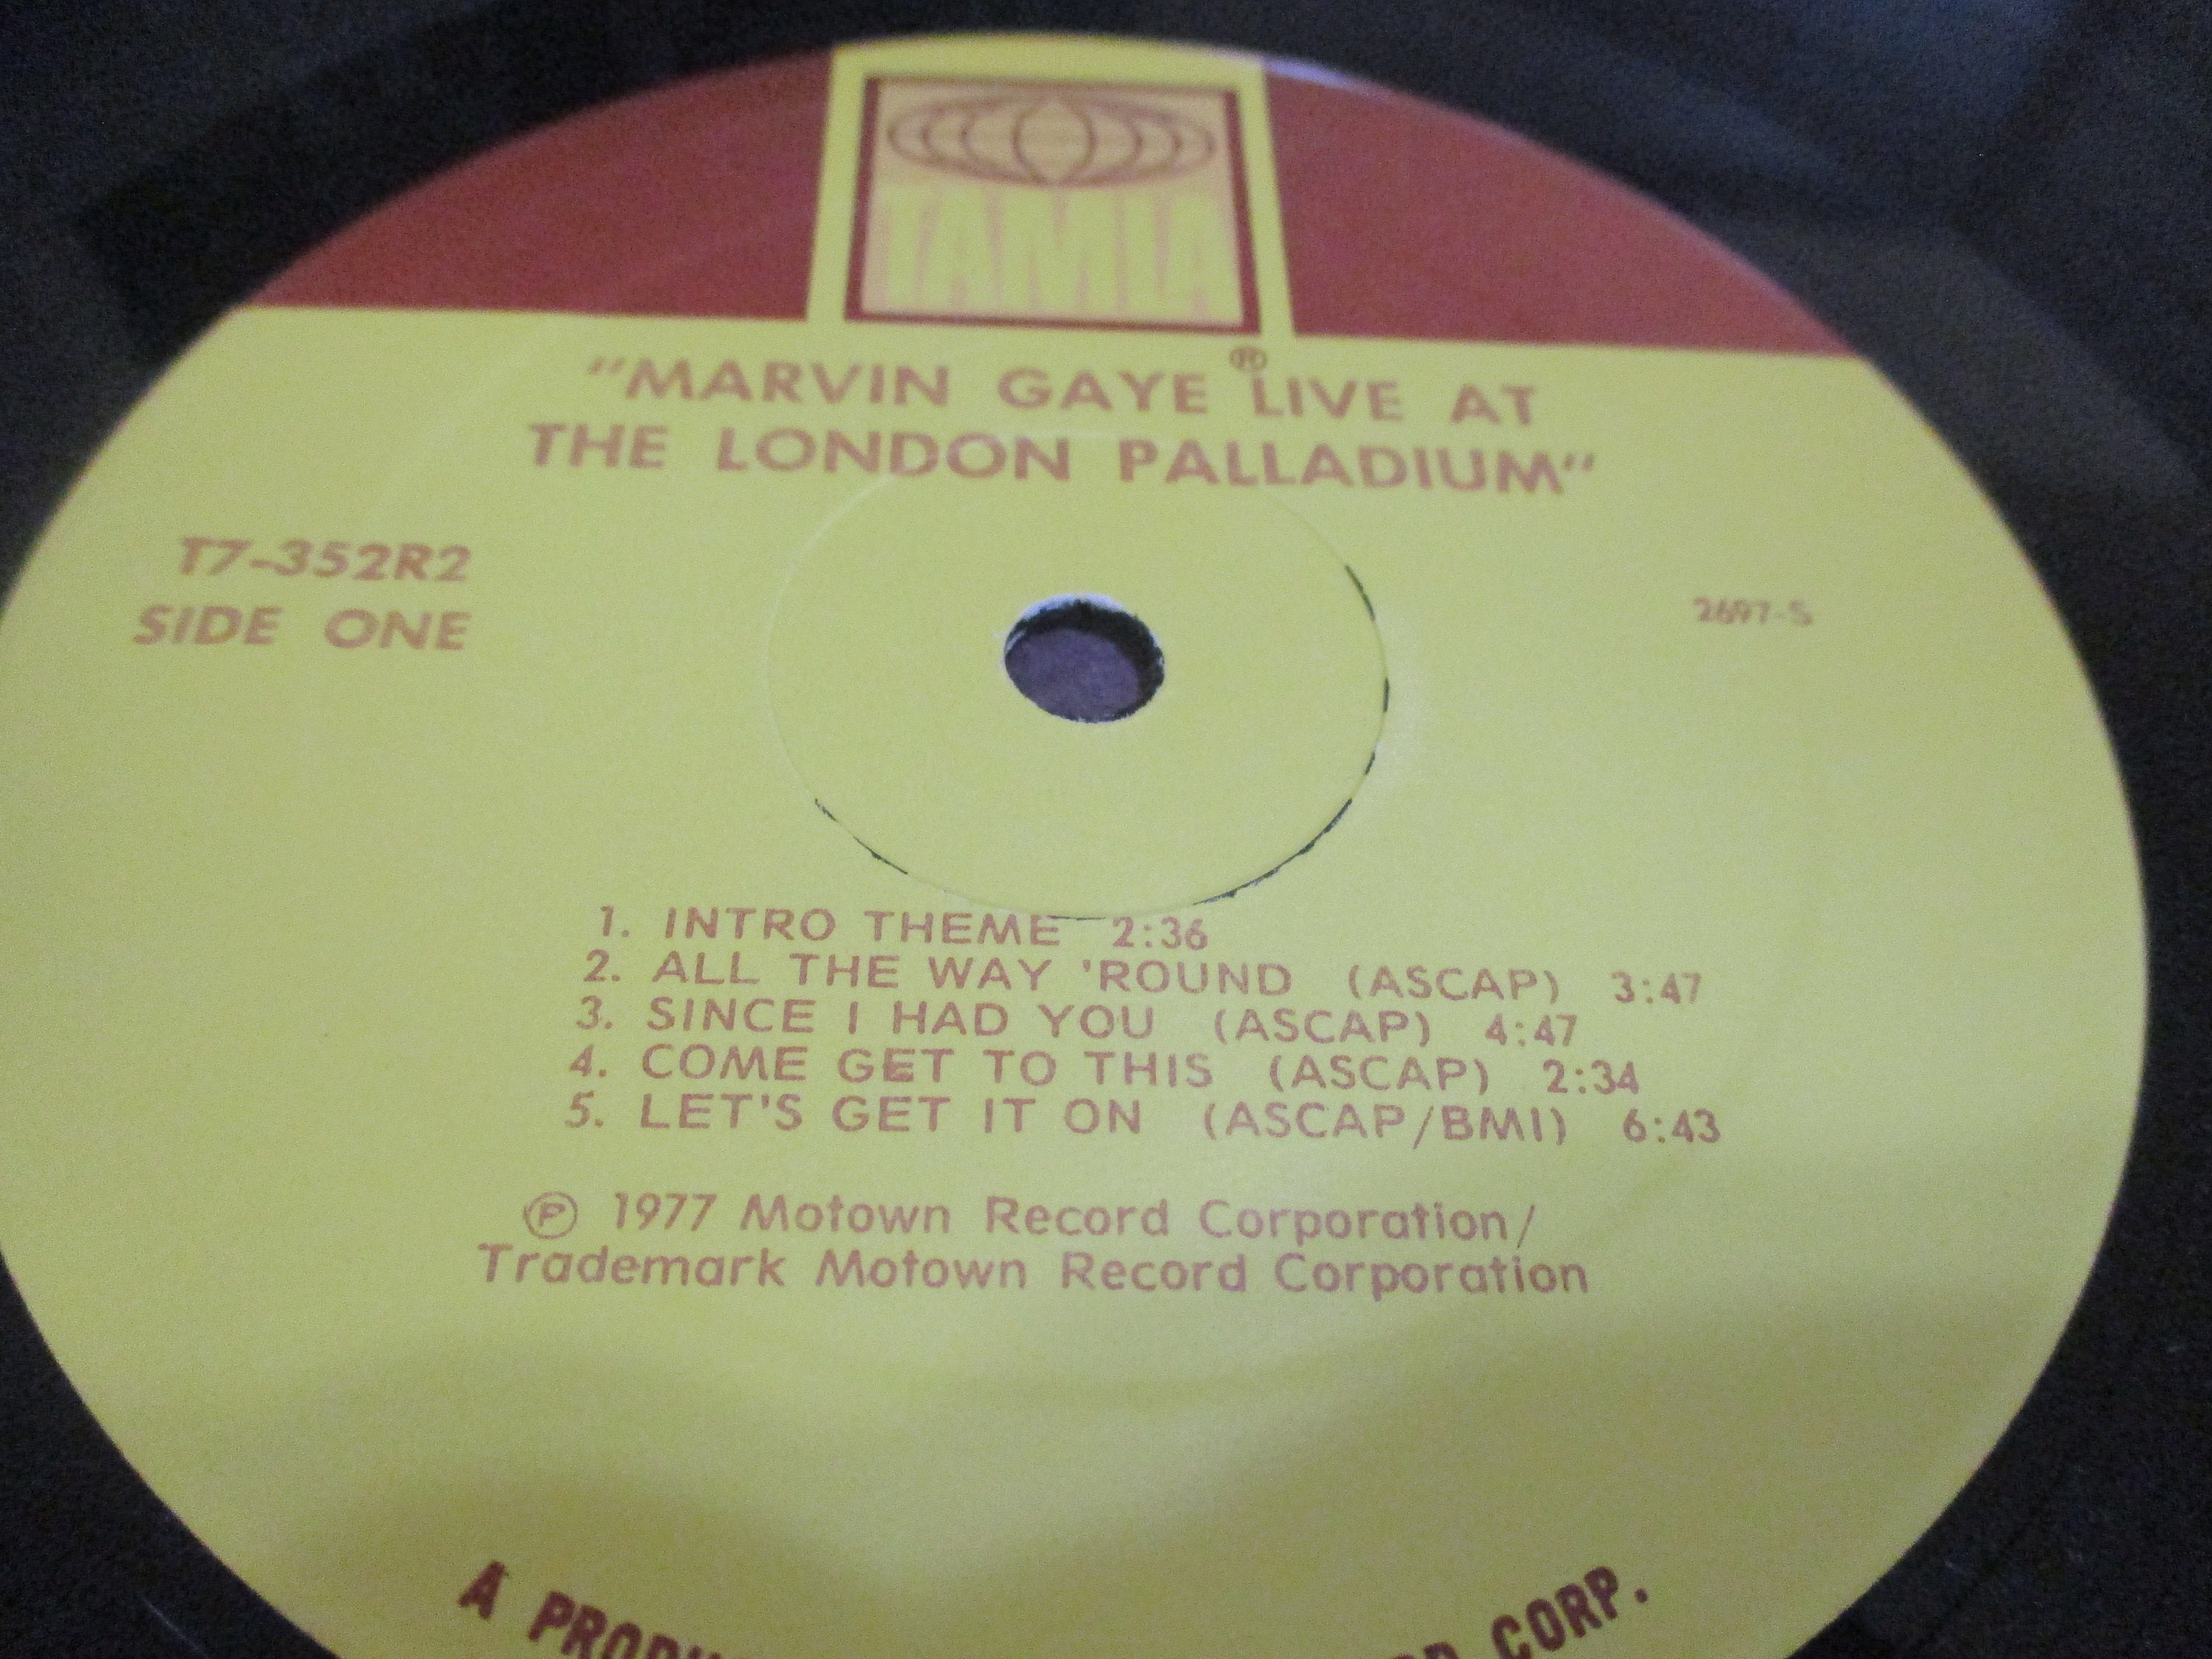 TAMLA
®
"MARVIN GAYE LIVE AT
THE LONDON PALLADIUM"
T7-352R2
SIDE ONE
2697-S
1. INTRO THEME 2:36
2. ALL THE WAY 'ROUND (ASCAP) 3:47
3. SINCE I HAD YOU (ASCAP) 4:47
4. COME GET TO THIS (ASCAP) 2:34
5. LET'S GET IT ON (ASCAP/BMI) 6:43
Ⓟ 1977 Motown Record Corporation/
Trademark Motown Record Corporation
A CORP.